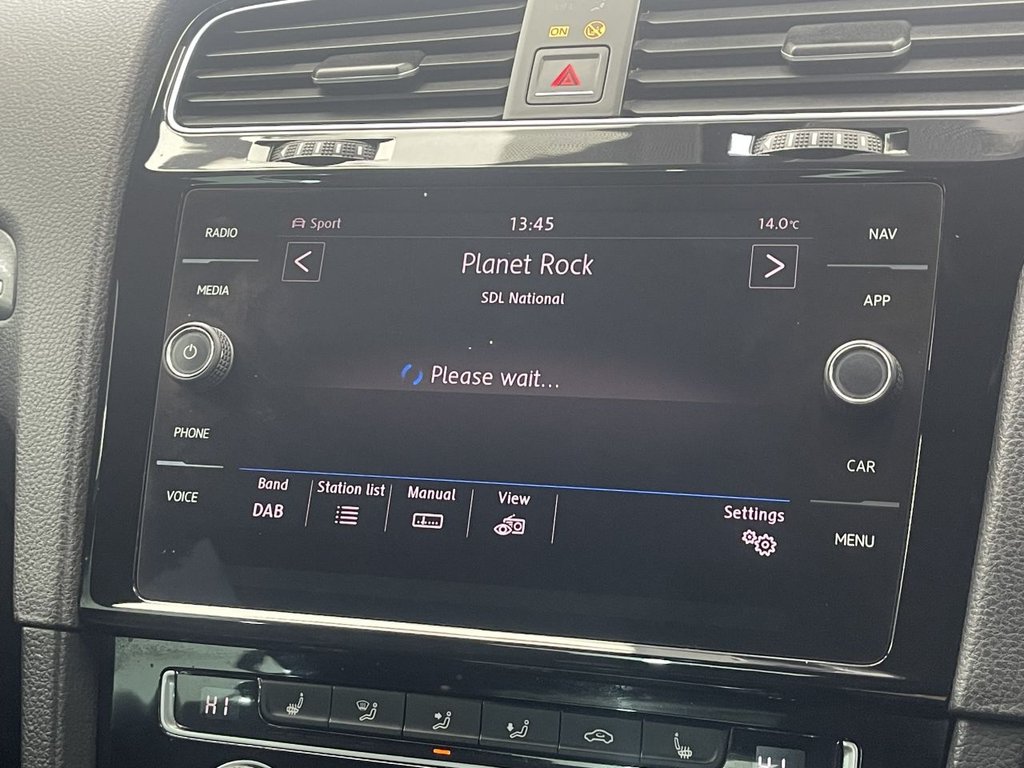 ON
RADIO
MEDIA
PHONE
VOICE
Sport 13:45 14.0°C
< >
Planet Rock
SDL National
Please wait...
Band Station list Manual View Settings
DAB
NAV
APP
CAR
MENU
HI
HI